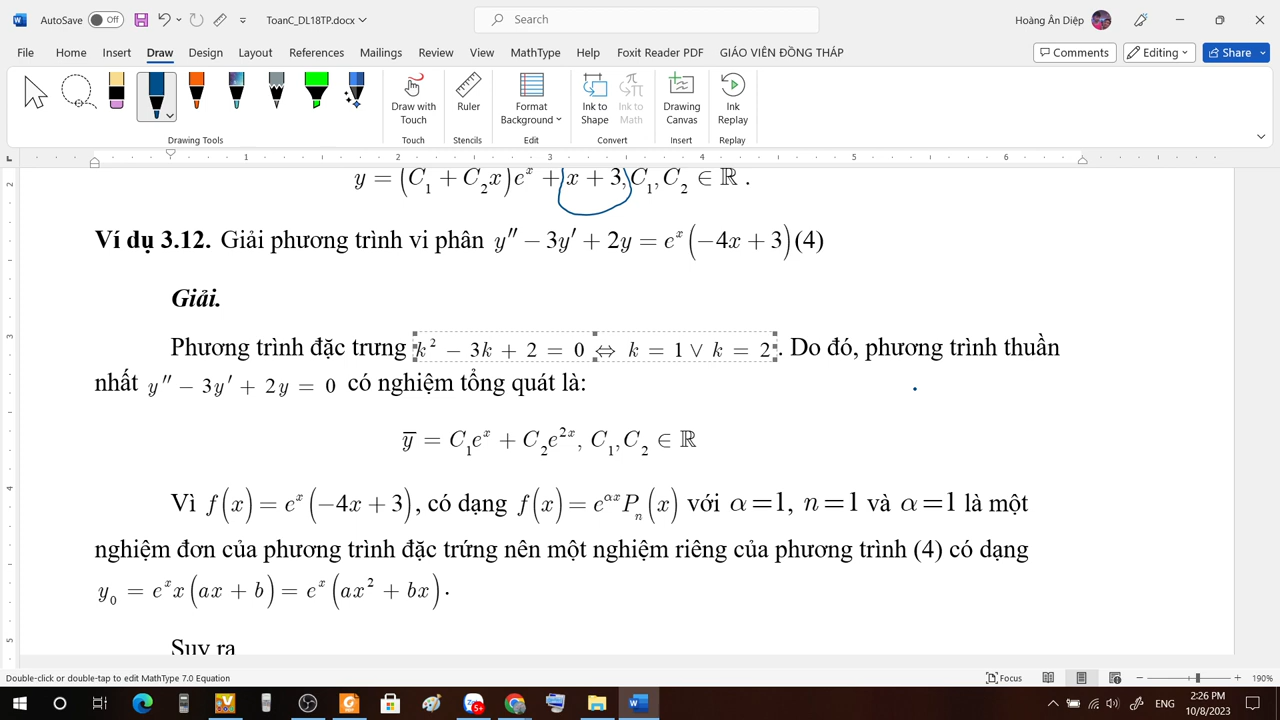 AutoSave Off ToanC_DL18TP.docx Search Hoàng Ân Diệp
File Home Insert Draw Design Layout References Mailings Review View MathType Help Foxit Reader PDF GIÁO VIÊN ĐỒNG THÁP Comments Editing Share
Draw with Touch Ruler Format Background Ink to Shape Ink to Math Drawing Canvas Ink Replay
Drawing Tools Touch Stencils Edit Convert Insert Replay
1 2 3 4 5 6
y = (C₁ + C₂x)eˣ + x + 3, C₁, C₂ ∈ ℝ .
Ví dụ 3.12. Giải phương trình vi phân y″ − 3y′ + 2y = eˣ(−4x + 3)(4)
Giải.
Phương trình đặc trưng k² − 3k + 2 = 0 ⇔ k = 1 ∨ k = 2. Do đó, phương trình thuần
nhất y″ − 3y′ + 2y = 0 có nghiệm tổng quát là:
y̅ = C₁eˣ + C₂e²ˣ, C₁, C₂ ∈ ℝ
Vì f(x) = eˣ(−4x + 3), có dạng f(x) = e^{αx}Pₙ(x) với α = 1, n = 1 và α = 1 là một
nghiệm đơn của phương trình đặc trứng nên một nghiệm riêng của phương trình (4) có dạng
y₀ = eˣx(ax + b) = eˣ(ax² + bx).
Suy ra
Double-click or double-tap to edit MathType 7.0 Equation Focus 190%
5+ ENG 2:26 PM
10/8/2023